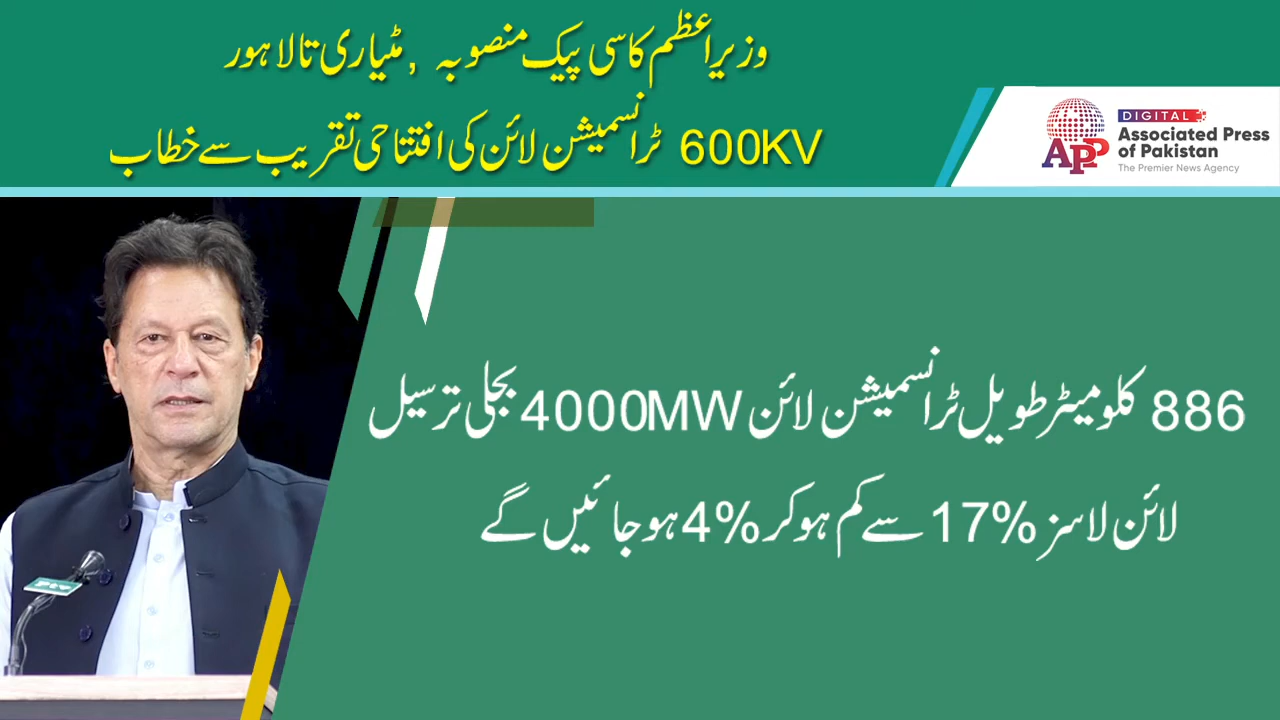 وزیراعظم کا سی پیک منصوبہ , مٹیاری تا لاہور
600KV ٹرانسمیشن لائن کی افتتاحی تقریب سے خطاب
DIGITAL
APP
Associated Press
of Pakistan
The Premier News Agency
886 کلومیٹر طویل ٹرانسمیشن لائن 4000MW بجلی ترسیل
لائن لاسز 17% سے کم ہو کر 4% ہو جائیں گے